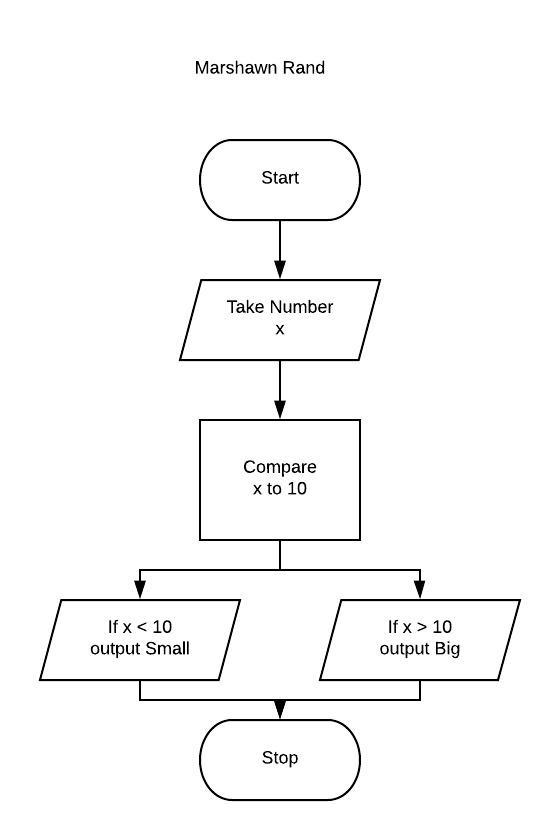 Marshawn Rand
Start
Take Number
x
Compare
x to 10
If x < 10
output Small
If x > 10
output Big
Stop